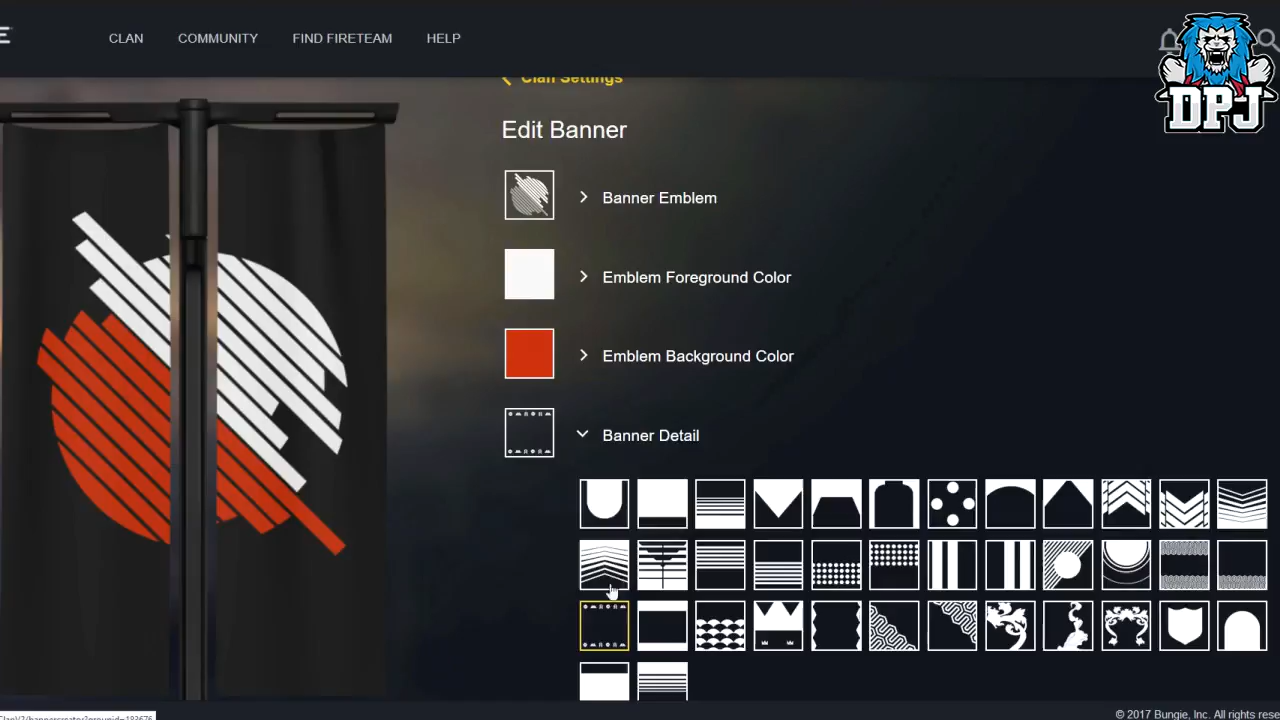 CLAN COMMUNITY FIND FIRETEAM HELP
DPJ
Clan Settings
Edit Banner
Banner Emblem
Emblem Foreground Color
Emblem Background Color
Banner Detail
© 2017 Bungie, Inc. All rights rese